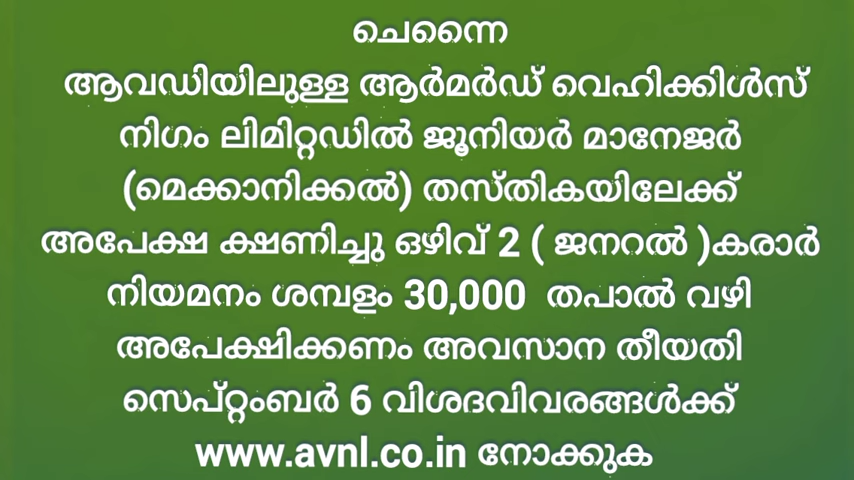 ചെന്നൈ
ആവഡിയിലുള്ള ആർമർഡ് വെഹിക്കിൾസ്
നിഗം ലിമിറ്റഡിൽ ജൂനിയർ മാനേജർ
(മെക്കാനിക്കൽ) തസ്തികയിലേക്ക്
അപേക്ഷ ക്ഷണിച്ചു ഒഴിവ് 2 ( ജനറൽ )കരാർ
നിയമനം ശമ്പളം 30,000 തപാൽ വഴി
അപേക്ഷിക്കണം അവസാന തീയതി
സെപ്റ്റംബർ 6 വിശദവിവരങ്ങൾക്ക്
www.avnl.co.in നോക്കുക